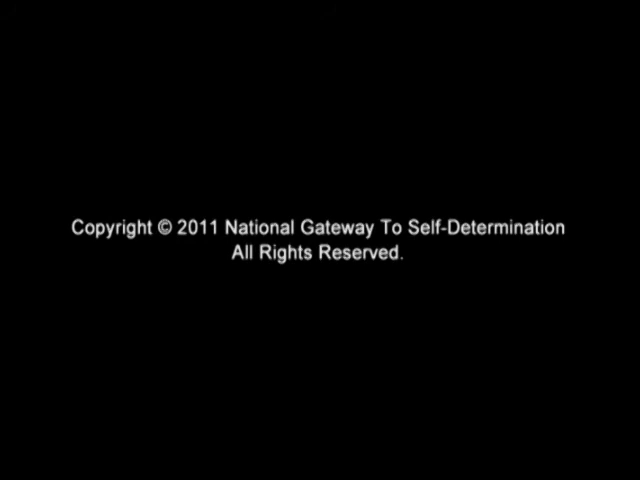 Copyright © 2011 National Gateway To Self-Determination
All Rights Reserved.